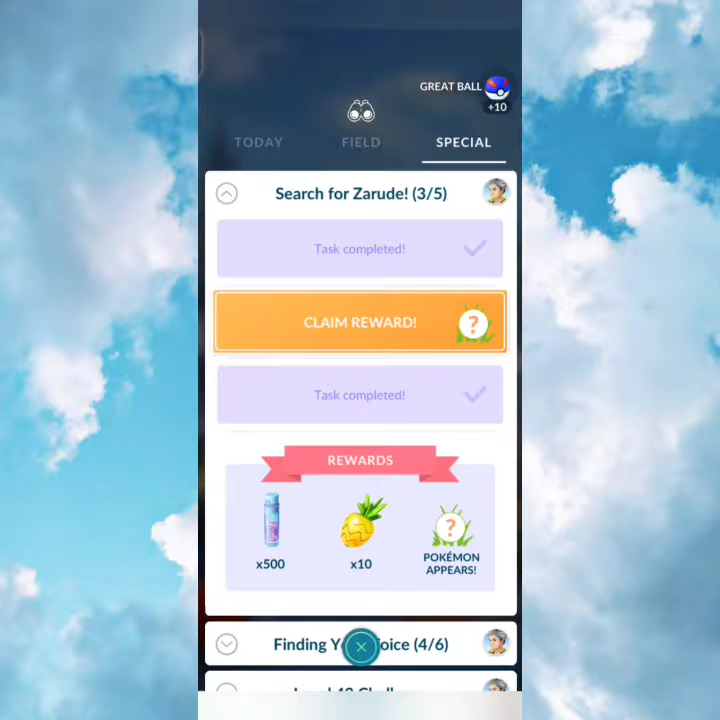 GREAT BALL
+10
TODAY FIELD SPECIAL
Search for Zarude! (3/5)
Task completed!
CLAIM REWARD!
?
Task completed!
REWARDS
?
x500 x10 POKÉMON
APPEARS!
Finding Y oice (4/6)